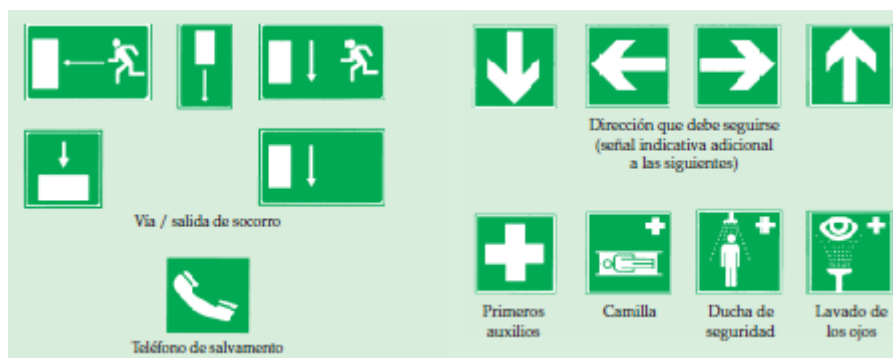 Vía / salida de socorro
Teléfono de salvamento
Dirección que debe seguirse
(señal indicativa adicional
a las siguientes)
Primeros
auxilios
Camilla
Ducha de
seguridad
Lavado de
los ojos